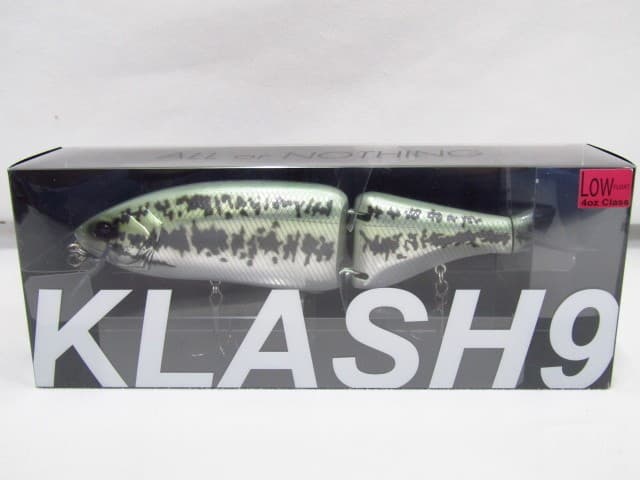 ALL or NOTHING
LOW FLOAT
4oz Class
KLASH9